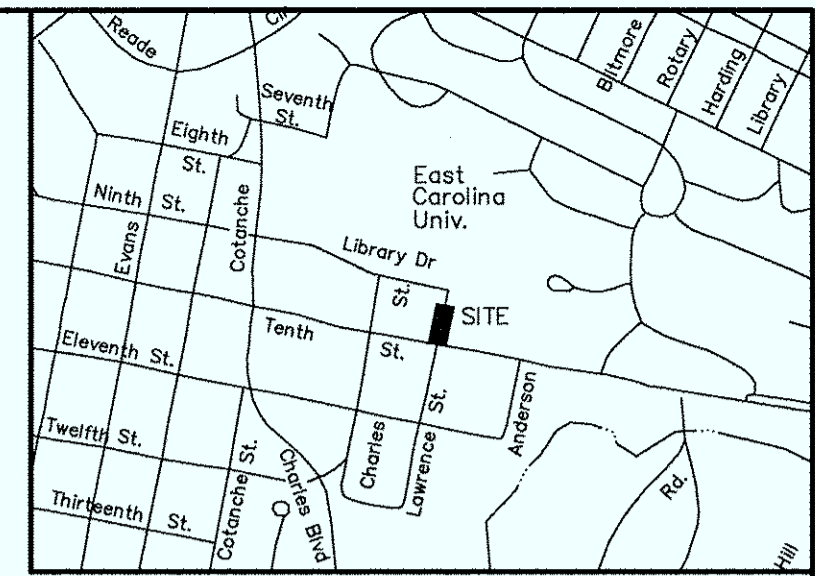 Reade
Cir
Biltmore
Rotary
Harding
Library
Seventh
St.
Eighth
St.
East
Carolina
Univ.
Ninth St.
Evans
Cotanche
Library Dr
St.
SITE
Tenth
St.
Eleventh St.
Anderson
St.
Lawrence
Charles
Twelfth St.
Cotanche St.
Charles Blvd
Thirteenth St.
Rd.
Hill